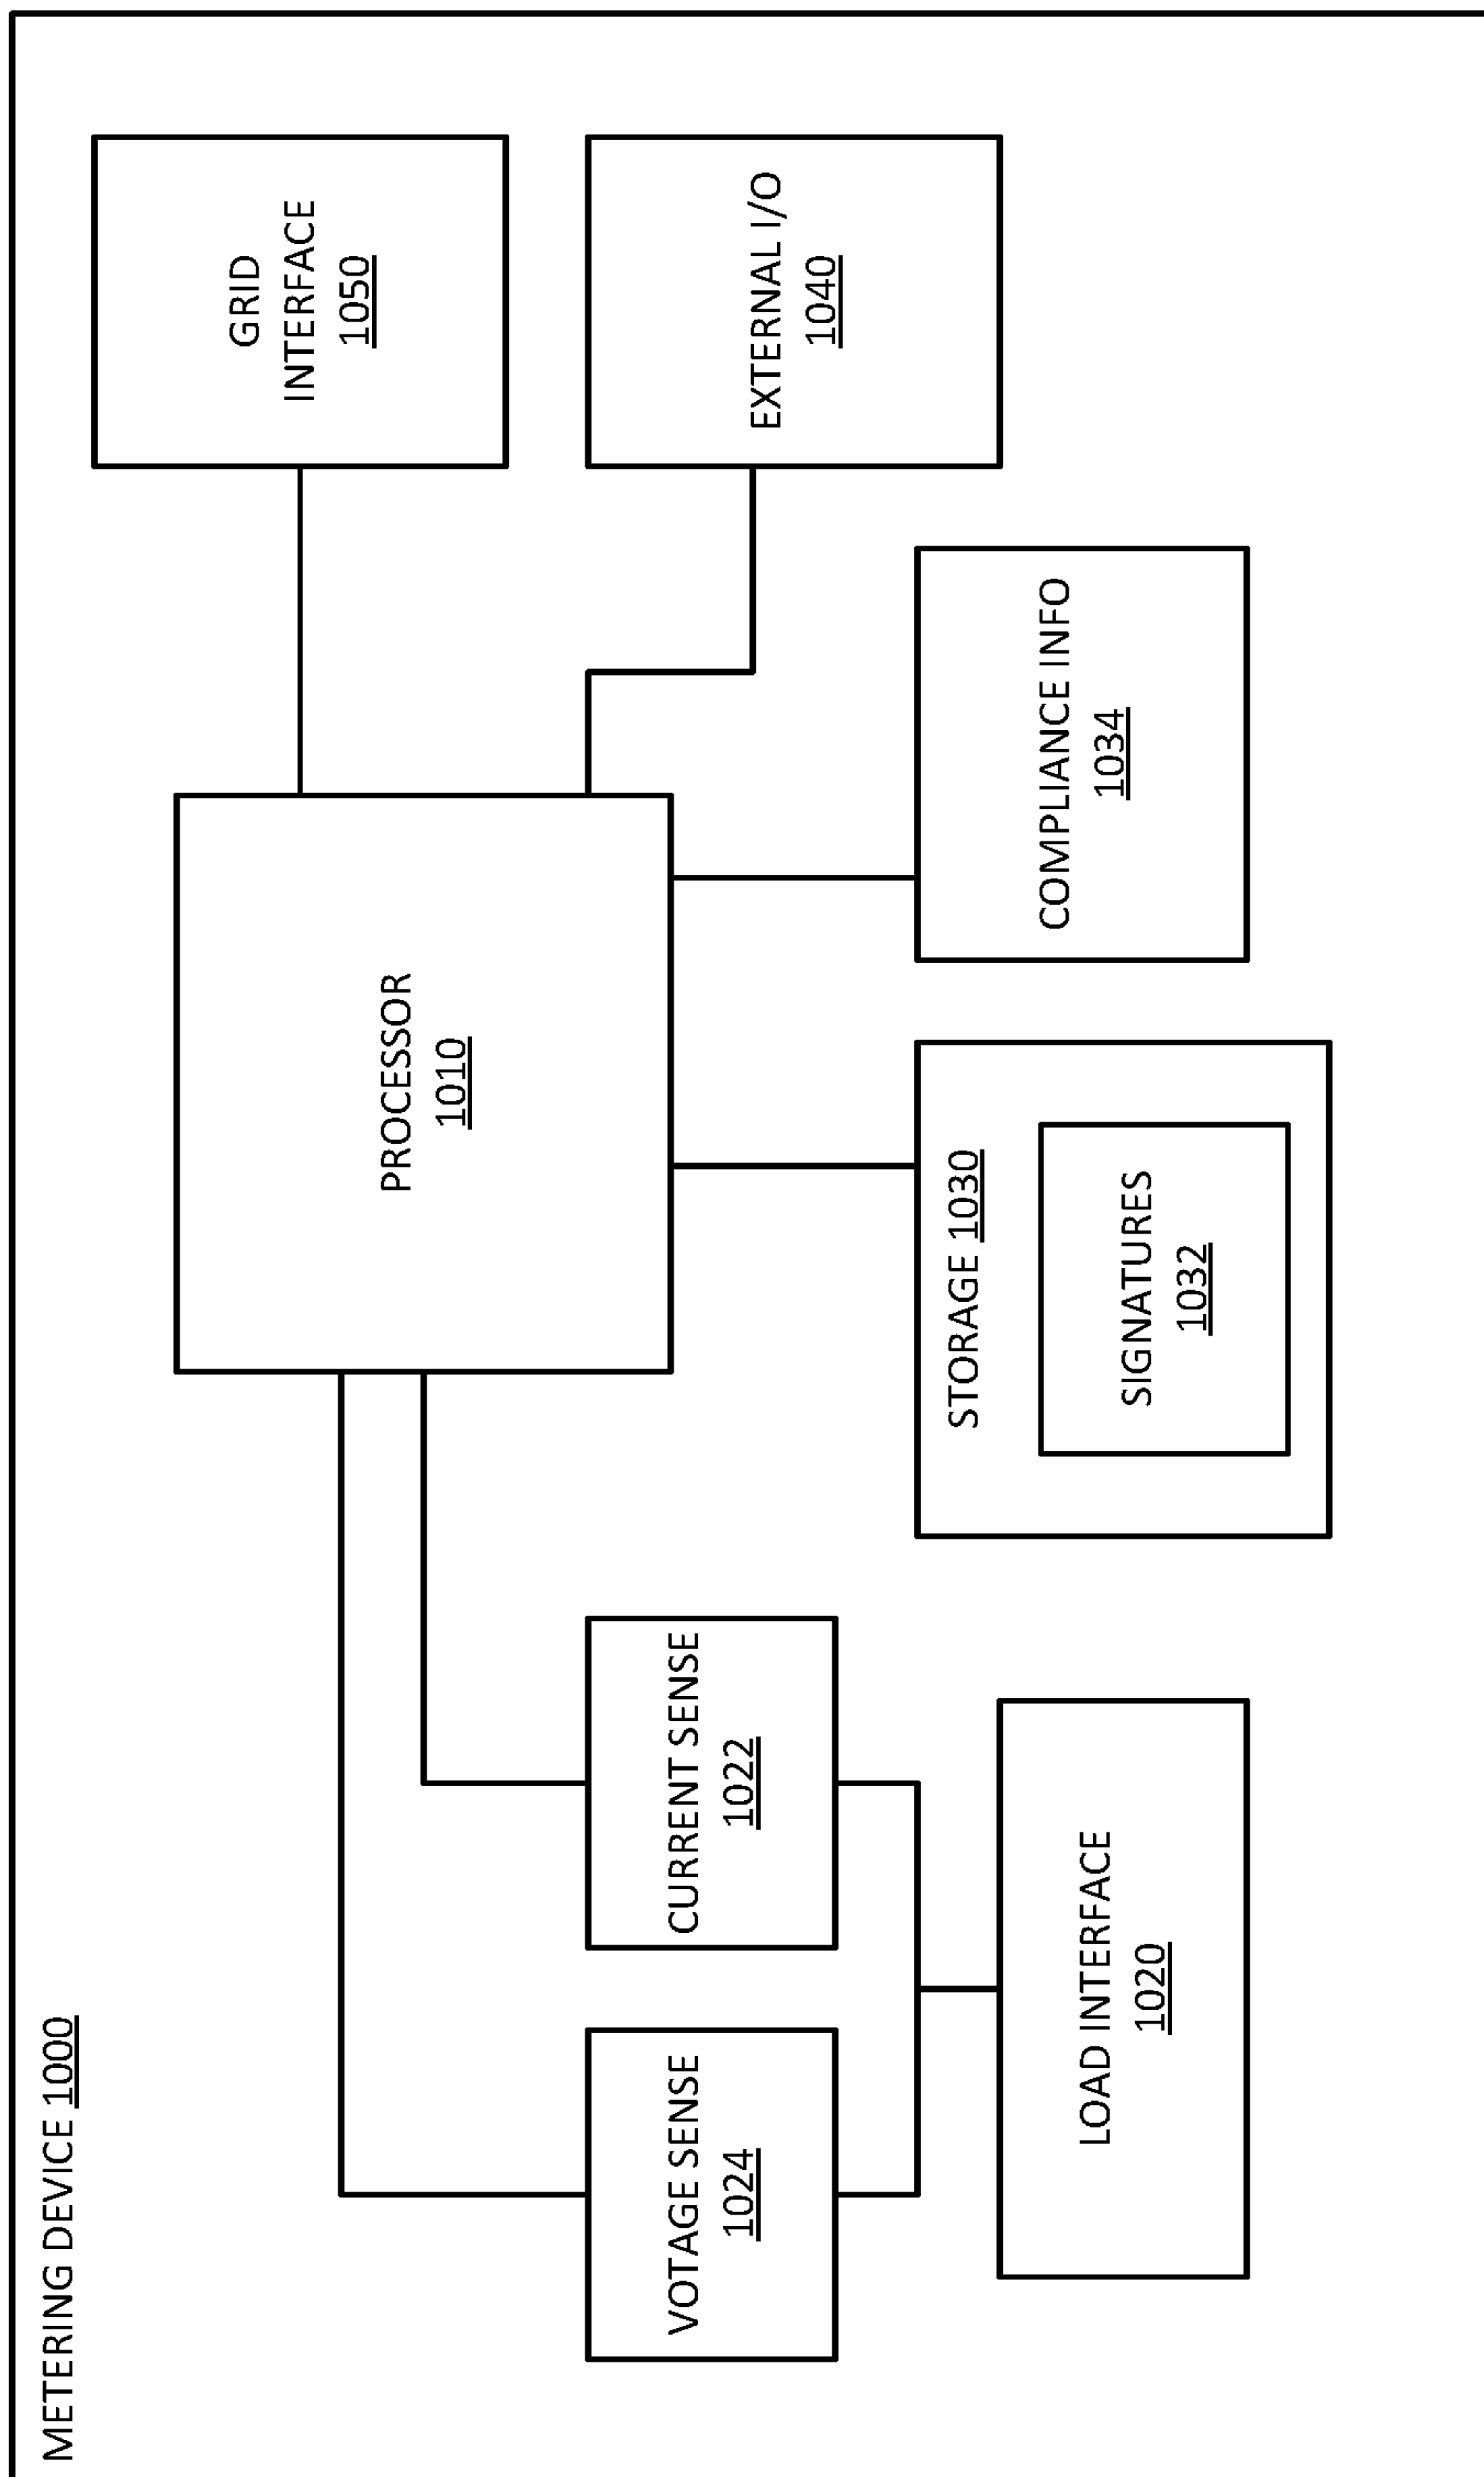 METERING DEVICE 1000
VOTAGE SENSE
1024
CURRENT SENSE
1022
LOAD INTERFACE
1020
PROCESSOR
1010
STORAGE 1030
SIGNATURES
1032
COMPLIANCE INFO
1034
GRID
INTERFACE
1050
EXTERNAL I/O
1040